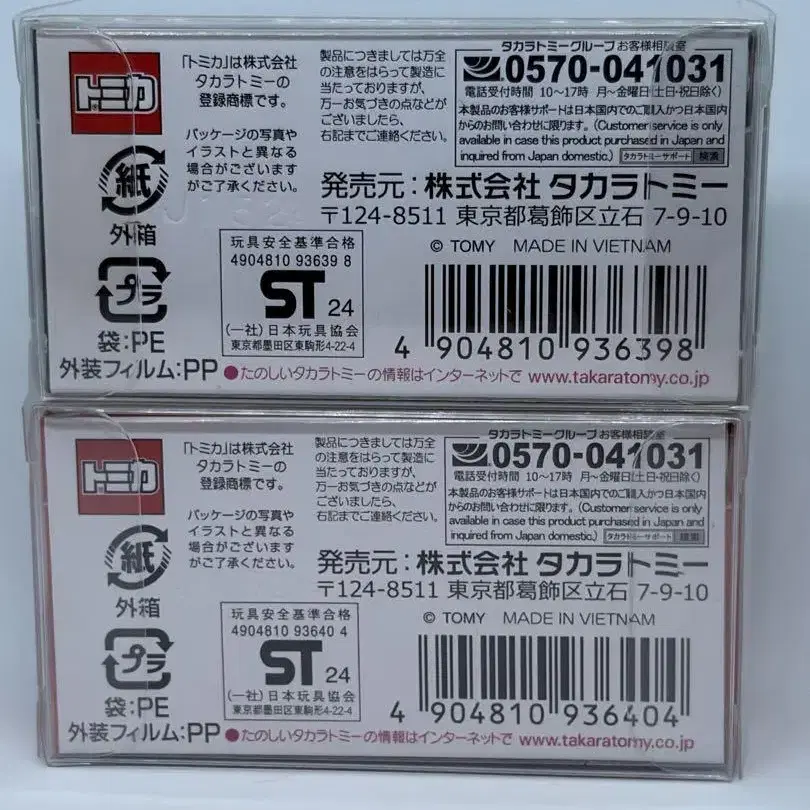 トミカ
「トミカ」は株式会社
タカラトミーの
登録商標です。
パッケージの写真や
イラストと異なる
場合がございます
がご了承ください。
製品につきましては万全
の注意をはらって製造に
当たっておりますが、
万一お気づきの点などが
ございましたら、
右記までご連絡ください。
タカラトミーグループお客様相談室
0570-041031
電話受付時間 10~17時 月~金曜日(土日・祝日除く)
本製品のお客様サポートは日本国内でのご購入かつ日本国内
からのお問い合わせに限ります。(Customer service is only
available in case this product purchased in Japan and
inquired from Japan domestic.) タカラトミーサポート 検索
紙
外箱
発売元:株式会社 タカラトミー
〒124-8511 東京都葛飾区立石 7-9-10
© TOMY MADE IN VIETNAM
プラ
袋:PE
外装フィルム:PP
玩具安全基準合格
4904810 93639 8
ST 24
(一社)日本玩具協会
東京都墨田区東駒形4-22-4
4 904810 936398
●たのしいタカラトミーの情報はインターネットで www.takaratomy.co.jp
トミカ
「トミカ」は株式会社
タカラトミーの
登録商標です。
パッケージの写真や
イラストと異なる
場合がございます
がご了承ください。
製品につきましては万全
の注意をはらって製造に
当たっておりますが、
万一お気づきの点などが
ございましたら、
右記までご連絡ください。
タカラトミーグループお客様相談室
0570-041031
電話受付時間 10~17時 月~金曜日(土日・祝日除く)
本製品のお客様サポートは日本国内でのご購入かつ日本国内
からのお問い合わせに限ります。(Customer service is only
available in case this product purchased in Japan and
inquired from Japan domestic.) タカラトミーサポート 検索
紙
外箱
発売元:株式会社 タカラトミー
〒124-8511 東京都葛飾区立石 7-9-10
© TOMY MADE IN VIETNAM
プラ
袋:PE
外装フィルム:PP
玩具安全基準合格
4904810 93640 4
ST 24
(一社)日本玩具協会
東京都墨田区東駒形4-22-4
4 904810 936404
●たのしいタカラトミーの情報はインターネットで www.takaratomy.co.jp